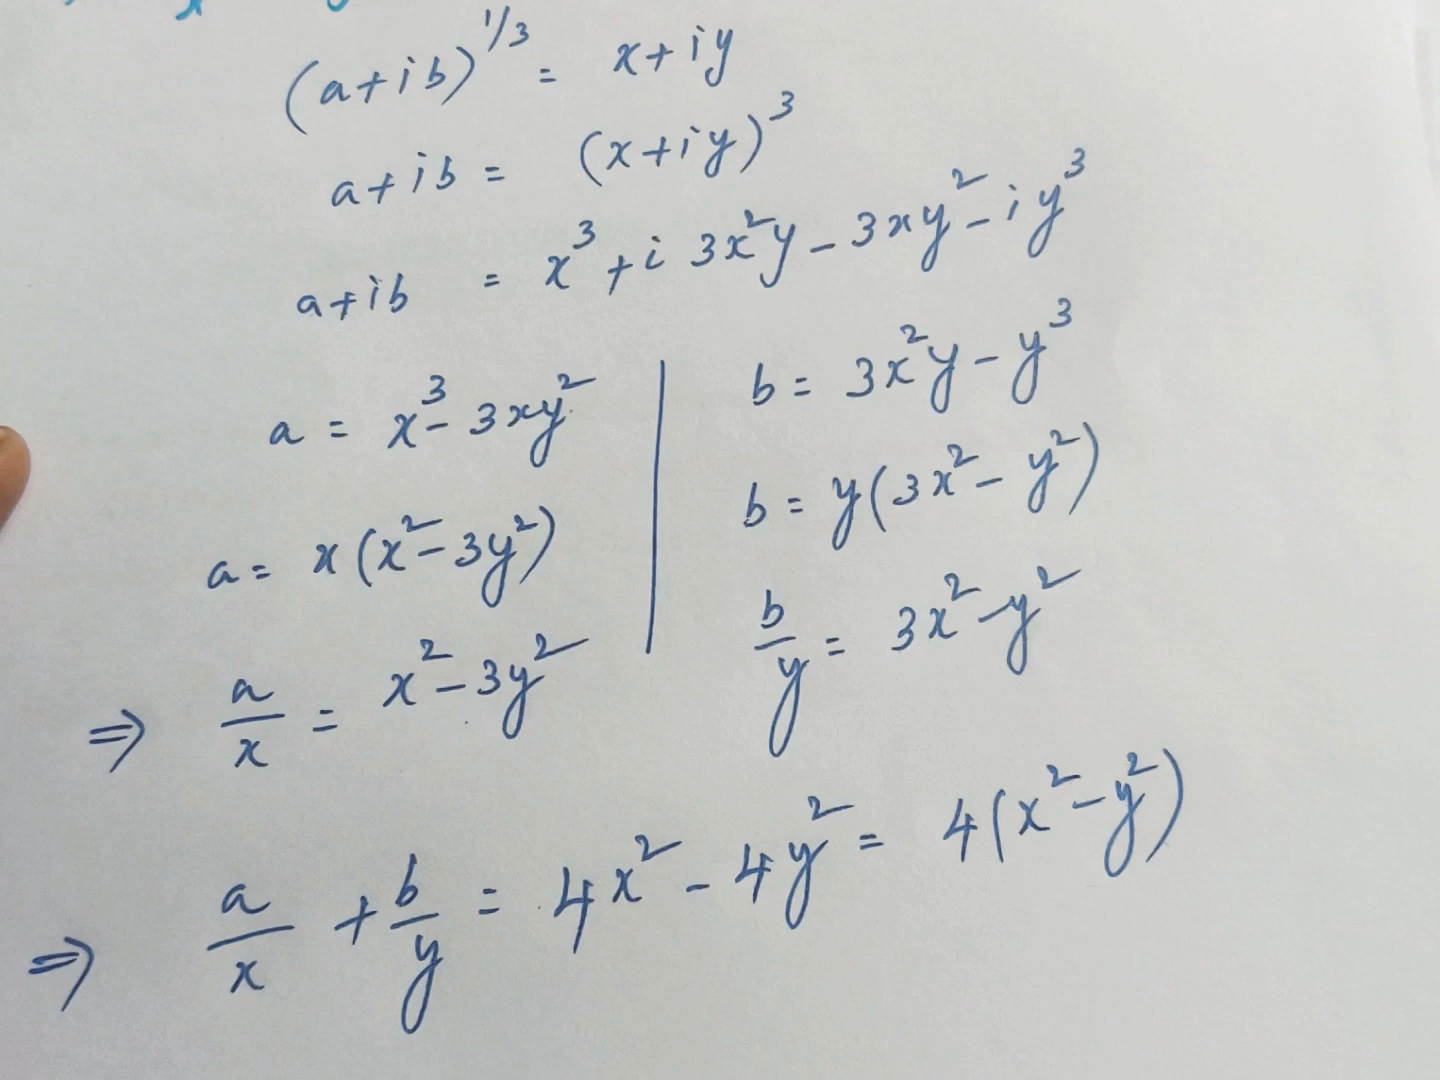 (a+ib)^{1/3} = x+iy
a+ib = (x+iy)^3
a+ib = x^3+i 3x^2y-3xy^2-iy^3
a = x^3-3xy^2
a = x(x^2-3y^2)
⇒ a/x = x^2-3y^2
b = 3x^2y-y^3
b = y(3x^2-y^2)
b/y = 3x^2-y^2
⇒ a/x + b/y = 4x^2-4y^2 = 4(x^2-y^2)